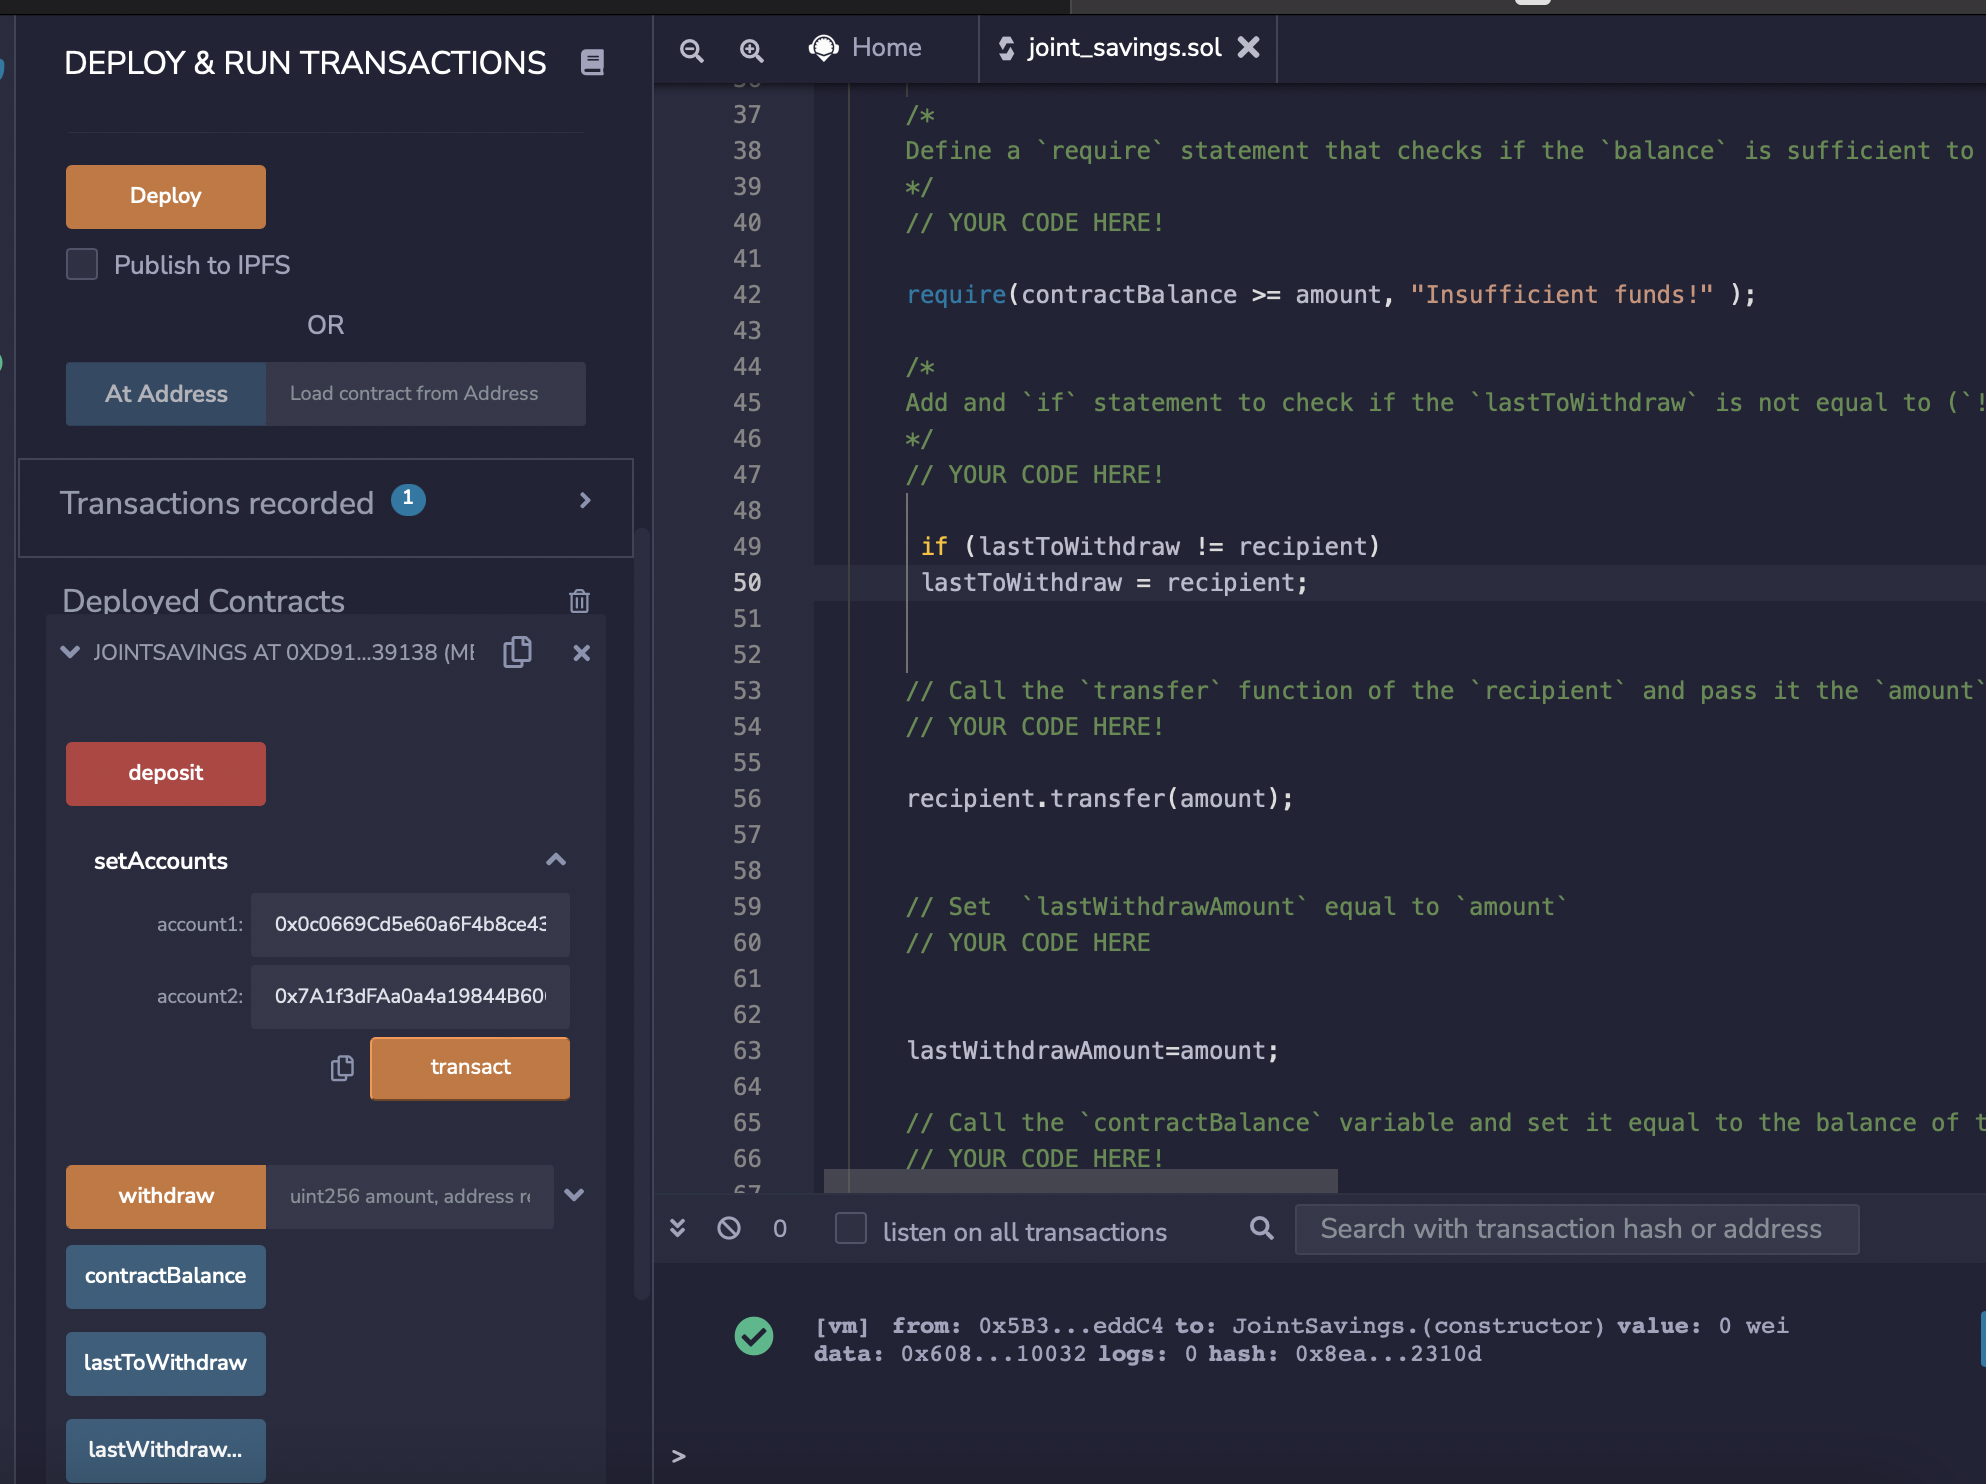 DEPLOY & RUN TRANSACTIONS
Deploy
Publish to IPFS
OR
At Address
Load contract from Address
Transactions recorded
1
Deployed Contracts
JOINTSAVINGS AT 0XD91...39138 (ME
deposit
setAccounts
account1:
0x0c0669Cd5e60a6F4b8ce43
account2:
0x7A1f3dFAa0a4a19844B60
transact
withdraw
uint256 amount, address re
contractBalance
lastToWithdraw
lastWithdraw...
Home
joint_savings.sol
36
37 /*
38 Define a `require` statement that checks if the `balance` is sufficient to
39 */
40 // YOUR CODE HERE!
41
42 require(contractBalance >= amount, "Insufficient funds!" );
43
44 /*
45 Add and `if` statement to check if the `lastToWithdraw` is not equal to (`!
46 */
47 // YOUR CODE HERE!
48
49 if (lastToWithdraw != recipient)
50 lastToWithdraw = recipient;
51
52
53 // Call the `transfer` function of the `recipient` and pass it the `amount`
54 // YOUR CODE HERE!
55
56 recipient.transfer(amount);
57
58
59 // Set  `lastWithdrawAmount` equal to `amount`
60 // YOUR CODE HERE
61
62
63 lastWithdrawAmount=amount;
64
65 // Call the `contractBalance` variable and set it equal to the balance of t
66 // YOUR CODE HERE!
67
0
listen on all transactions
Search with transaction hash or address
[vm] from: 0x5B3...eddC4 to: JointSavings.(constructor) value: 0 wei
data: 0x608...10032 logs: 0 hash: 0x8ea...2310d
>